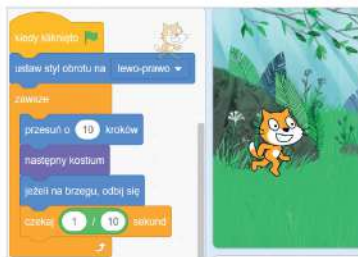 kiedy kliknięto
ustaw styl obrotu na lewo-prawo
zawsze
przesuń o 10 kroków
następny kostium
jeżeli na brzegu, odbij się
czekaj 1 / 10 sekund